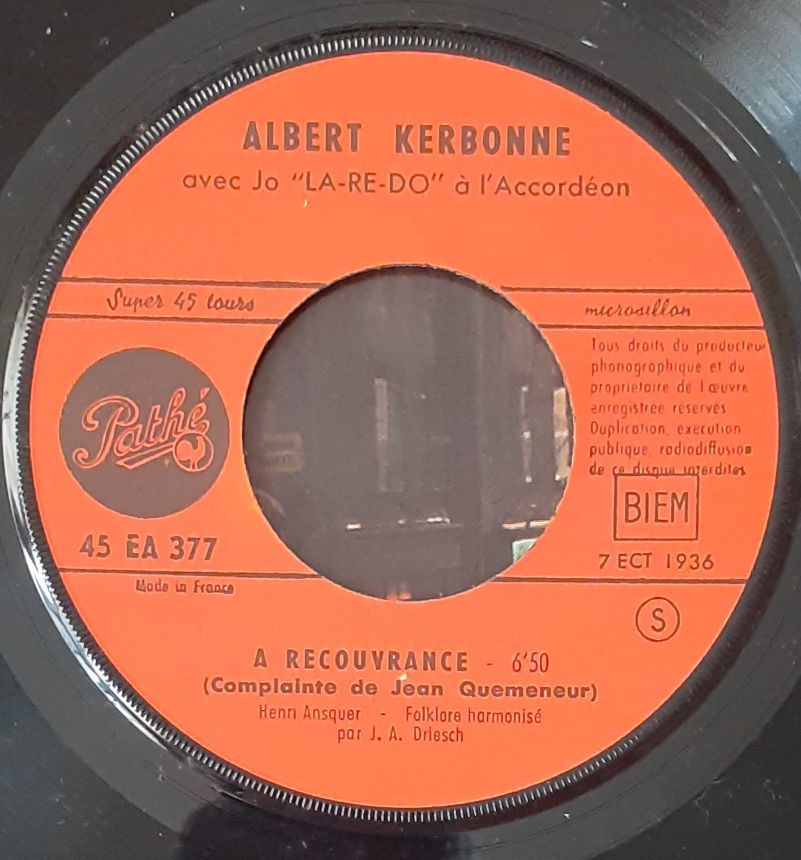 ALBERT KERBONNE
avec Jo "LA-RE-DO" à l'Accordéon
Super 45 tours
microsillon
Tous droits du producteur
phonographique et du
propriétaire de l'œuvre
enregistrée réservés
Duplication, exécution
publique, radiodiffusion
de ce disque interdites
Pathé
BIEM
45 EA 377
7 ECT 1936
Made in France
S
A RECOUVRANCE - 6'50
(Complainte de Jean Quemeneur)
Henri Ansquer - Folklore harmonisé
par J. A. Driesch